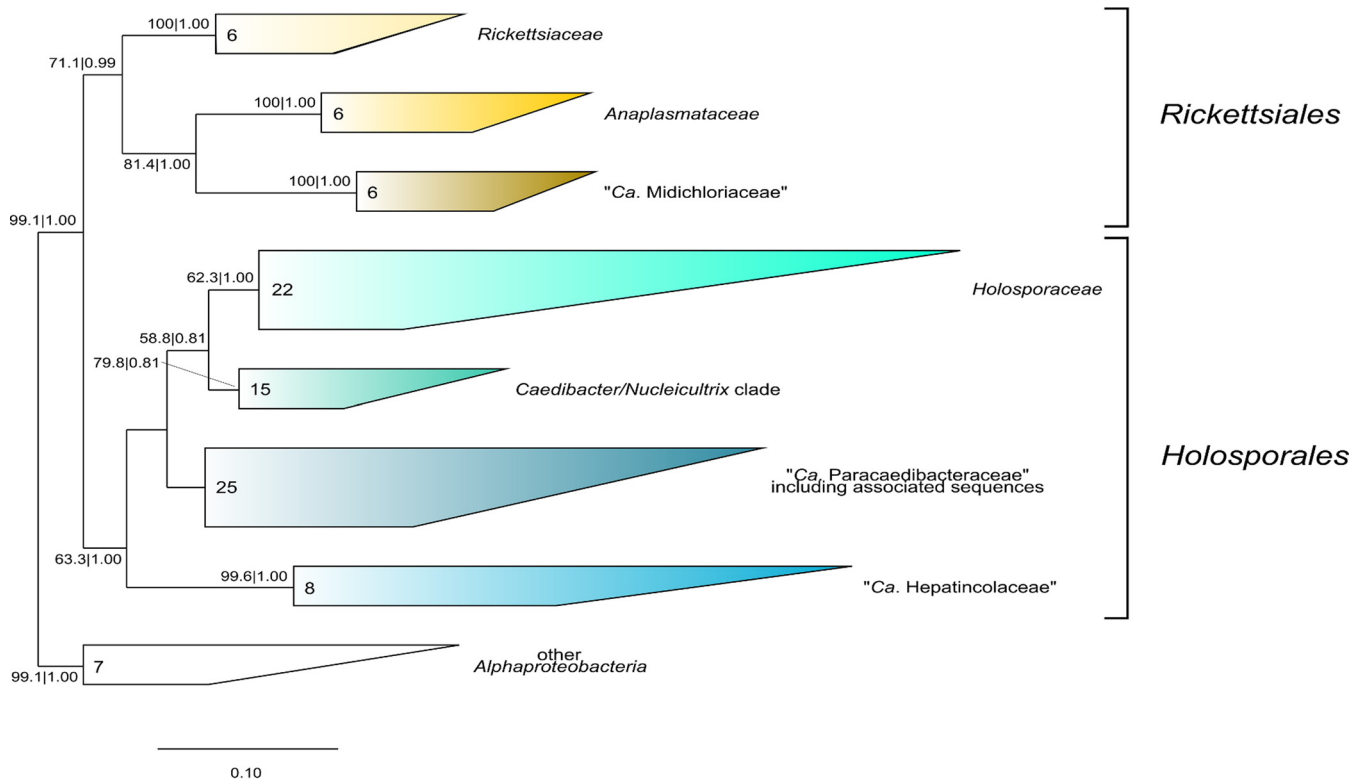 100|1.00
6
Rickettsiaceae
71.1|0.99
100|1.00
6
Anaplasmataceae
Rickettsiales
81.4|1.00
100|1.00
6
"Ca. Midichloriaceae"
99.1|1.00
62.3|1.00
22
Holosporaceae
58.8|0.81
79.8|0.81
15
Caedibacter/Nucleicultrix clade
Holosporales
25
"Ca. Paracaedibacteraceae"
including associated sequences
63.3|1.00
99.6|1.00
8
"Ca. Hepatincolaceae"
99.1|1.00
7
other
Alphaproteobacteria
0.10